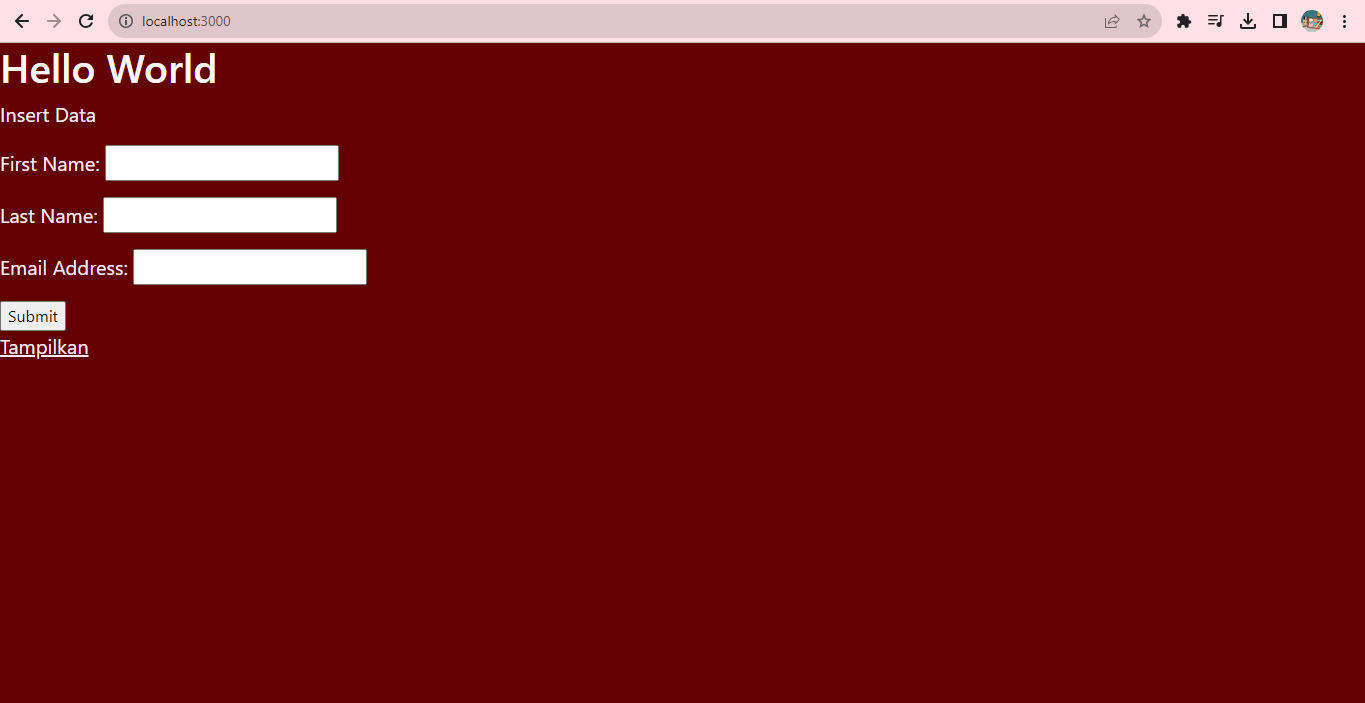 localhost:3000
Hello World
Insert Data
First Name:
Last Name:
Email Address:
Submit
Tampilkan